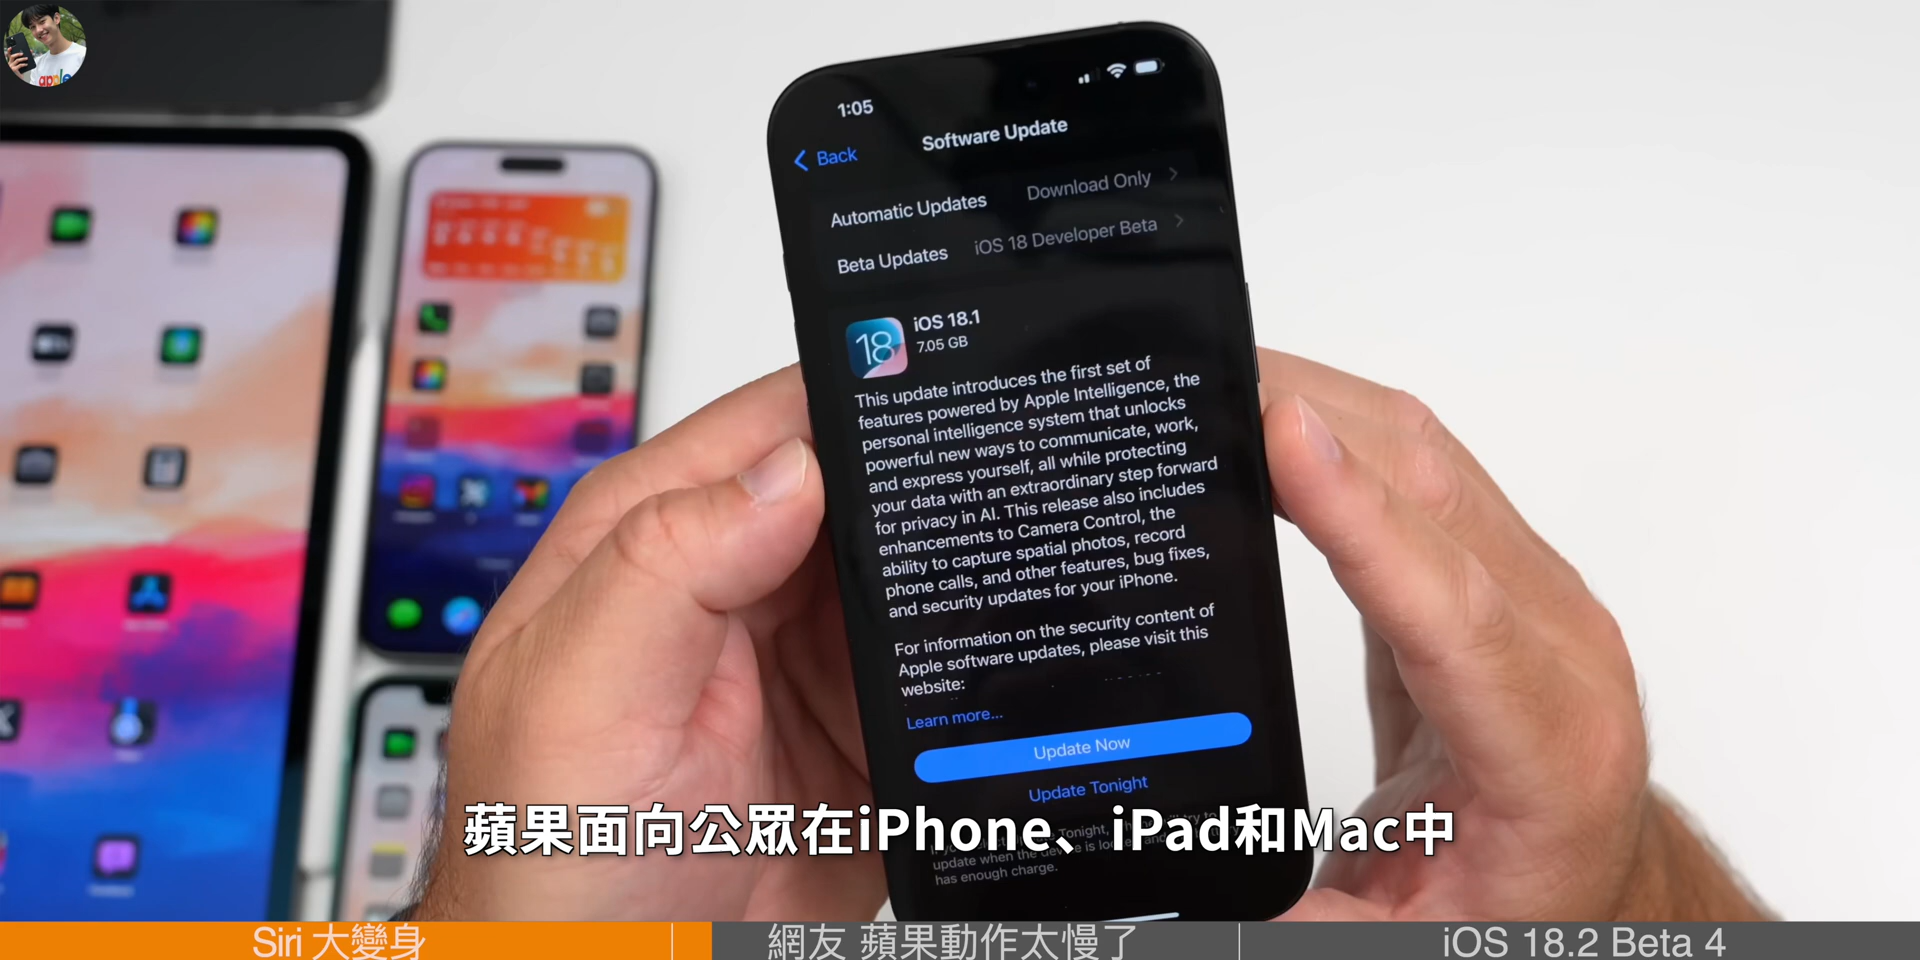 apple
1:05
Back
Software Update
Automatic Updates
Download Only
Beta Updates
iOS 18 Developer Beta
18
iOS 18.1
7.05 GB
This update introduces the first set of
features powered by Apple Intelligence, the
personal intelligence system that unlocks
powerful new ways to communicate, work,
and express yourself, all while protecting
your data with an extraordinary step forward
for privacy in AI. This release also includes
enhancements to Camera Control, the
ability to capture spatial photos, record
phone calls, and other features, bug fixes,
and security updates for your iPhone.
For information on the security content of
Apple software updates, please visit this
website:
Learn more...
Update Now
Update Tonight
蘋果面向公眾在iPhone、iPad和Mac中
update when the
has enough charge.
Siri 大變身
網友 蘋果動作太慢了
iOS 18.2 Beta 4